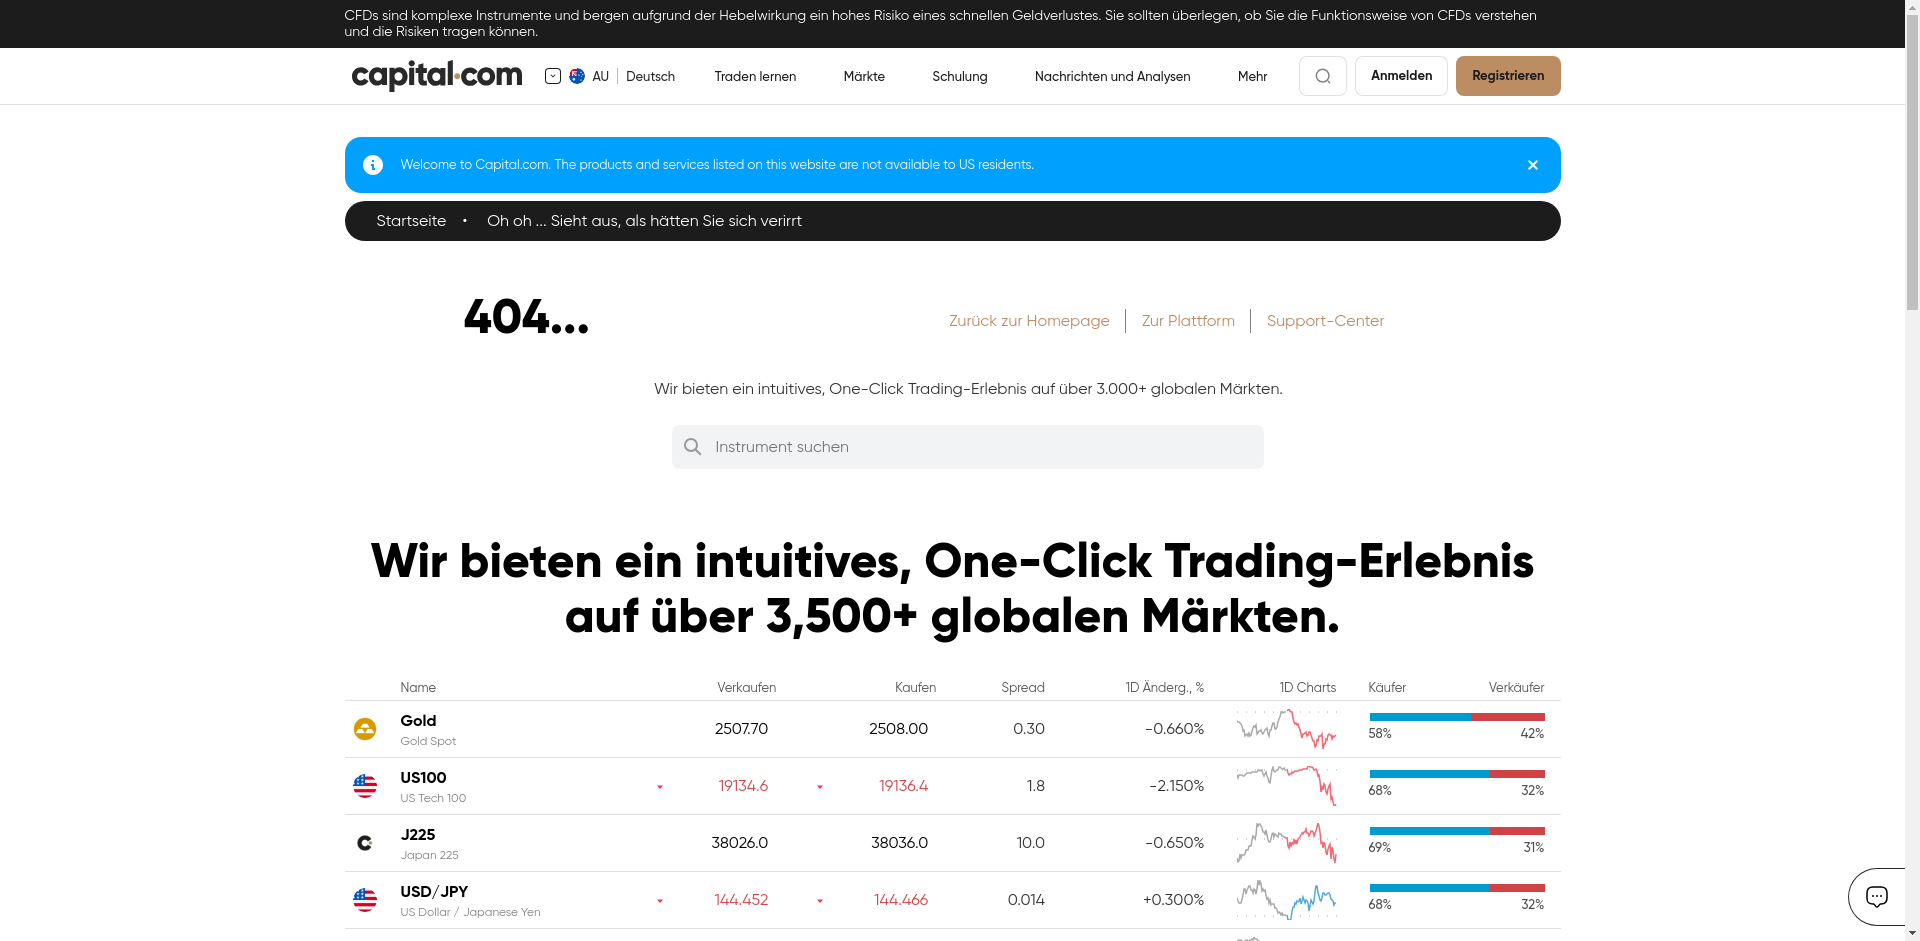 CFDs sind komplexe Instrumente und bergen aufgrund der Hebelwirkung ein hohes Risiko eines schnellen Geldverlustes. Sie sollten überlegen, ob Sie die Funktionsweise von CFDs verstehen
und die Risiken tragen können.
capital.com AU Deutsch Traden lernen Märkte Schulung Nachrichten und Analysen Mehr Anmelden Registrieren
Welcome to Capital.com. The products and services listed on this website are not available to US residents.
Startseite • Oh oh ... Sieht aus, als hätten Sie sich verirrt
404... Zurück zur Homepage Zur Plattform Support-Center
Wir bieten ein intuitives, One-Click Trading-Erlebnis auf über 3.000+ globalen Märkten.
Instrument suchen
Wir bieten ein intuitives, One-Click Trading-Erlebnis
auf über 3,500+ globalen Märkten.
Name Verkaufen Kaufen Spread 1D Änderg., % 1D Charts Käufer Verkäufer
Gold 2507.70 2508.00 0.30 -0.660% 58% 42%
Gold Spot
US100 19134.6 19136.4 1.8 -2.150% 68% 32%
US Tech 100
J225 38026.0 38036.0 10.0 -0.650% 69% 31%
Japan 225
USD/JPY 144.452 144.466 0.014 +0.300% 68% 32%
US Dollar / Japanese Yen